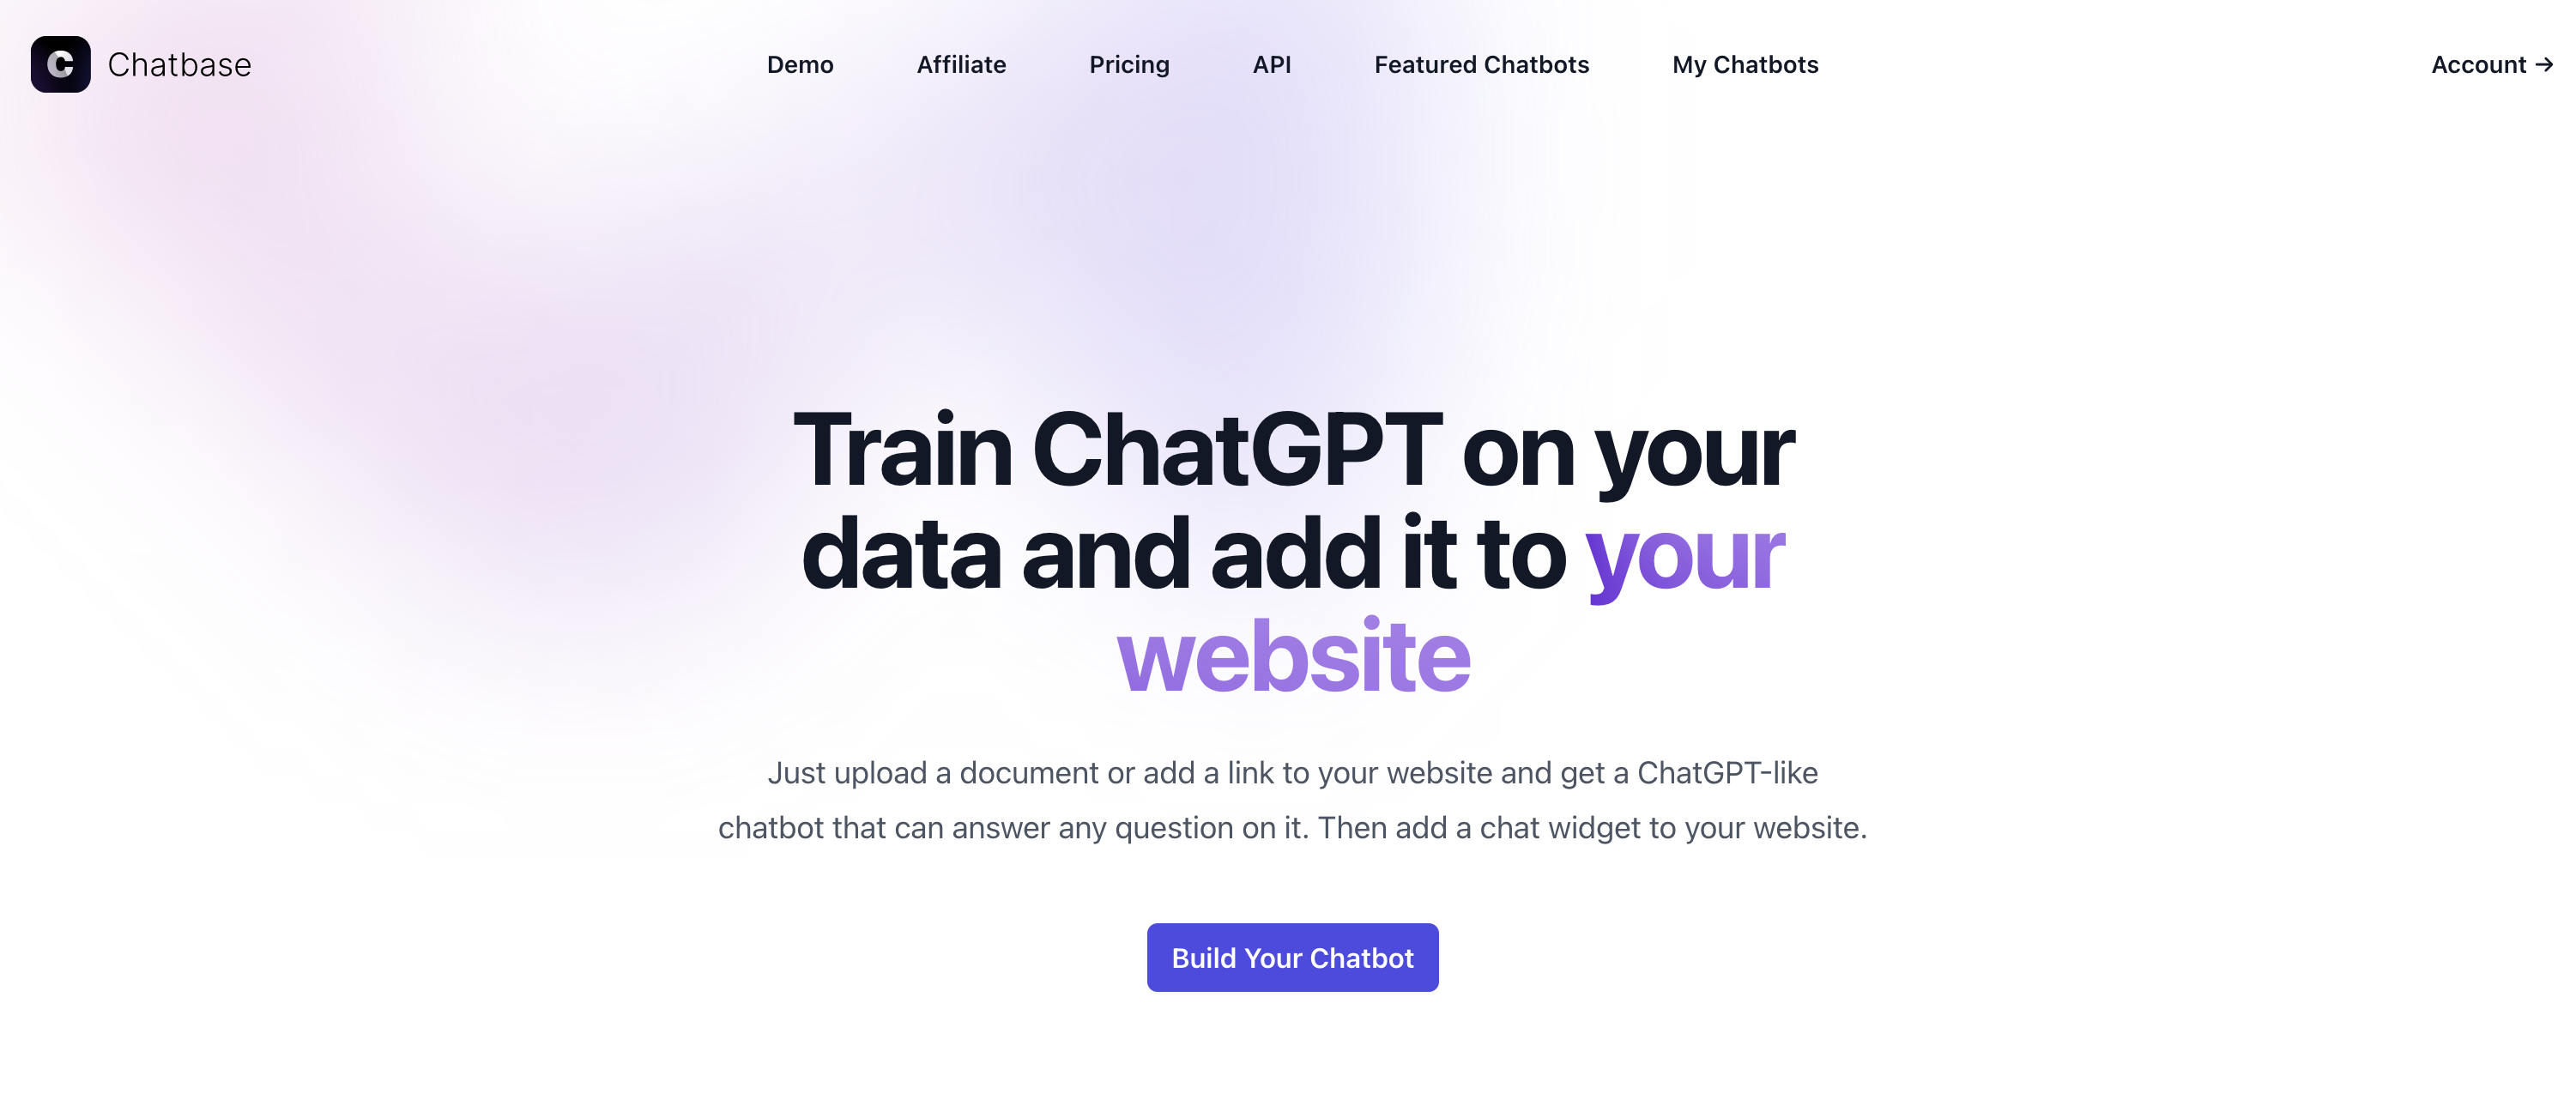 C Chatbase
Demo Affiliate Pricing API Featured Chatbots My Chatbots
Account →
Train ChatGPT on your
data and add it to your
website
Just upload a document or add a link to your website and get a ChatGPT-like
chatbot that can answer any question on it. Then add a chat widget to your website.
Build Your Chatbot